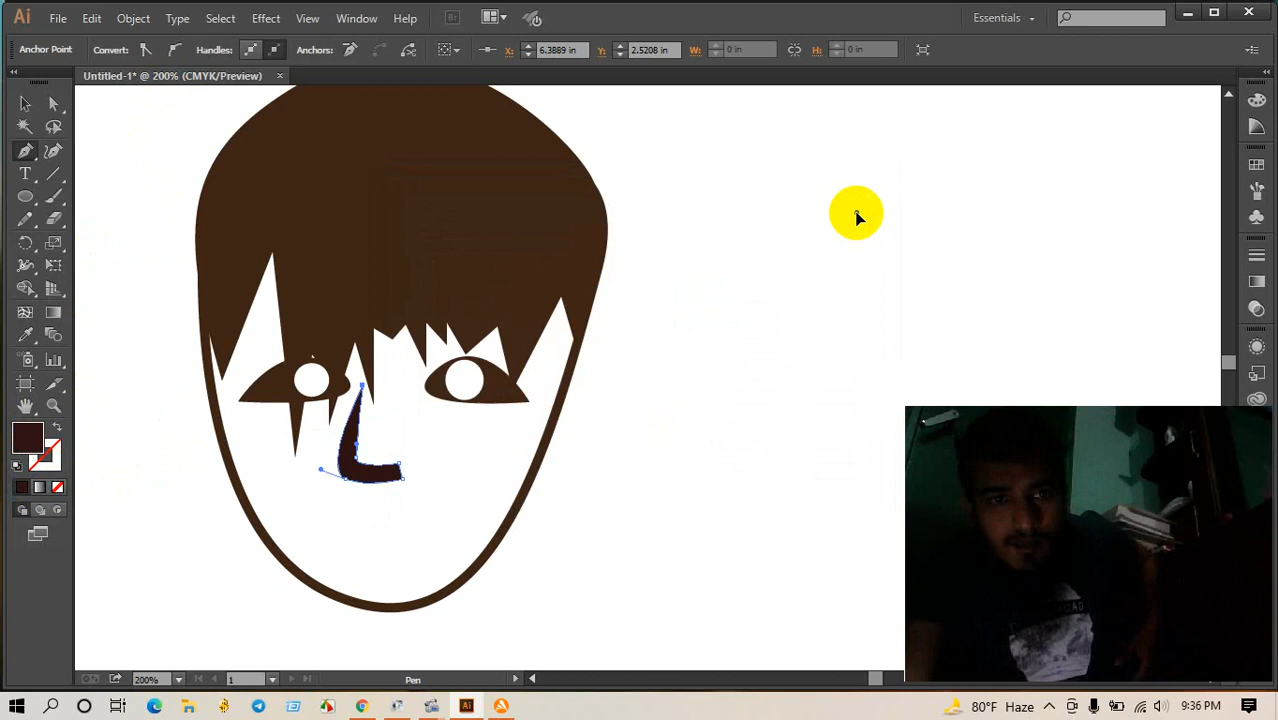 Ai File Edit Object Type Select Effect View Window Help Br Essentials
Anchor Point Convert: Handles: Anchors: X: 6.3889 in Y: 2.5208 in W: 0 in H: 0 in
Untitled-1* @ 200% (CMYK/Preview) ×
T
200% 1 Pen
Ai 80°F Haze 9:36 PM